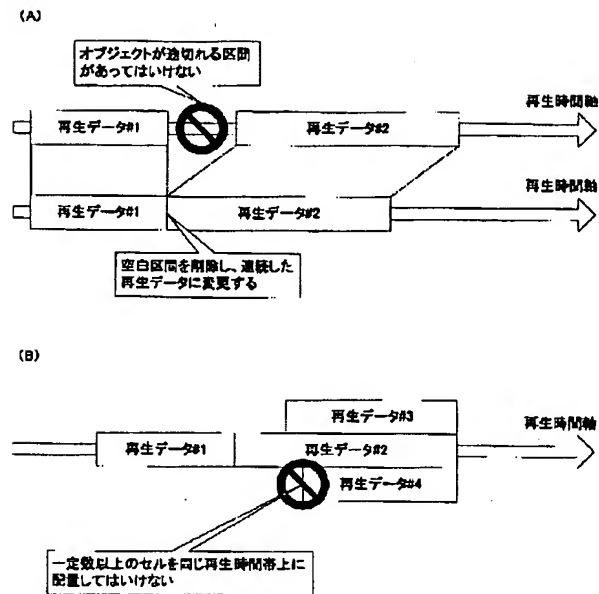 (A)
オブジェクトが途切れる区間
があってはいけない
再生時間軸
再生データ#1
再生データ#2
再生時間軸
再生データ#1
再生データ#2
空白区間を削除し、連続した
再生データに変更する
(B)
再生データ#3
再生時間軸
再生データ#1
再生データ#2
再生データ#4
一定数以上のセルを同じ再生時間帯上に
配置してはいけない